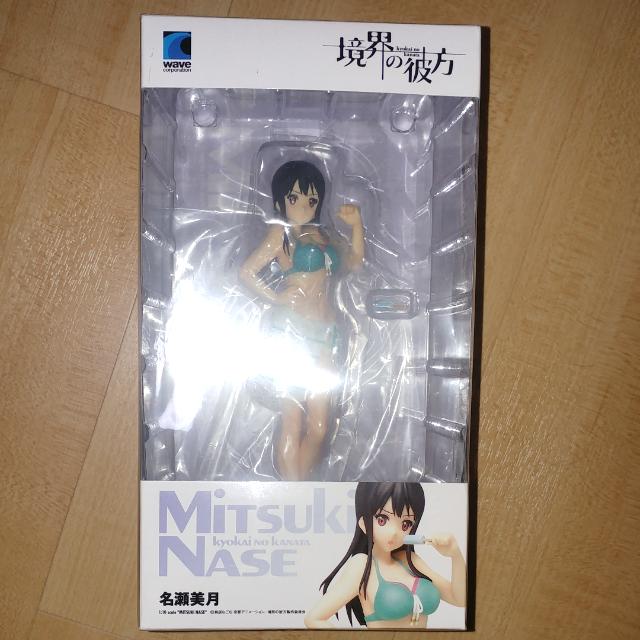 wave
corporation
境界の彼方
kyokai no
kanata
MITSUKI
kyokai no kanata
NASE
名瀬美月